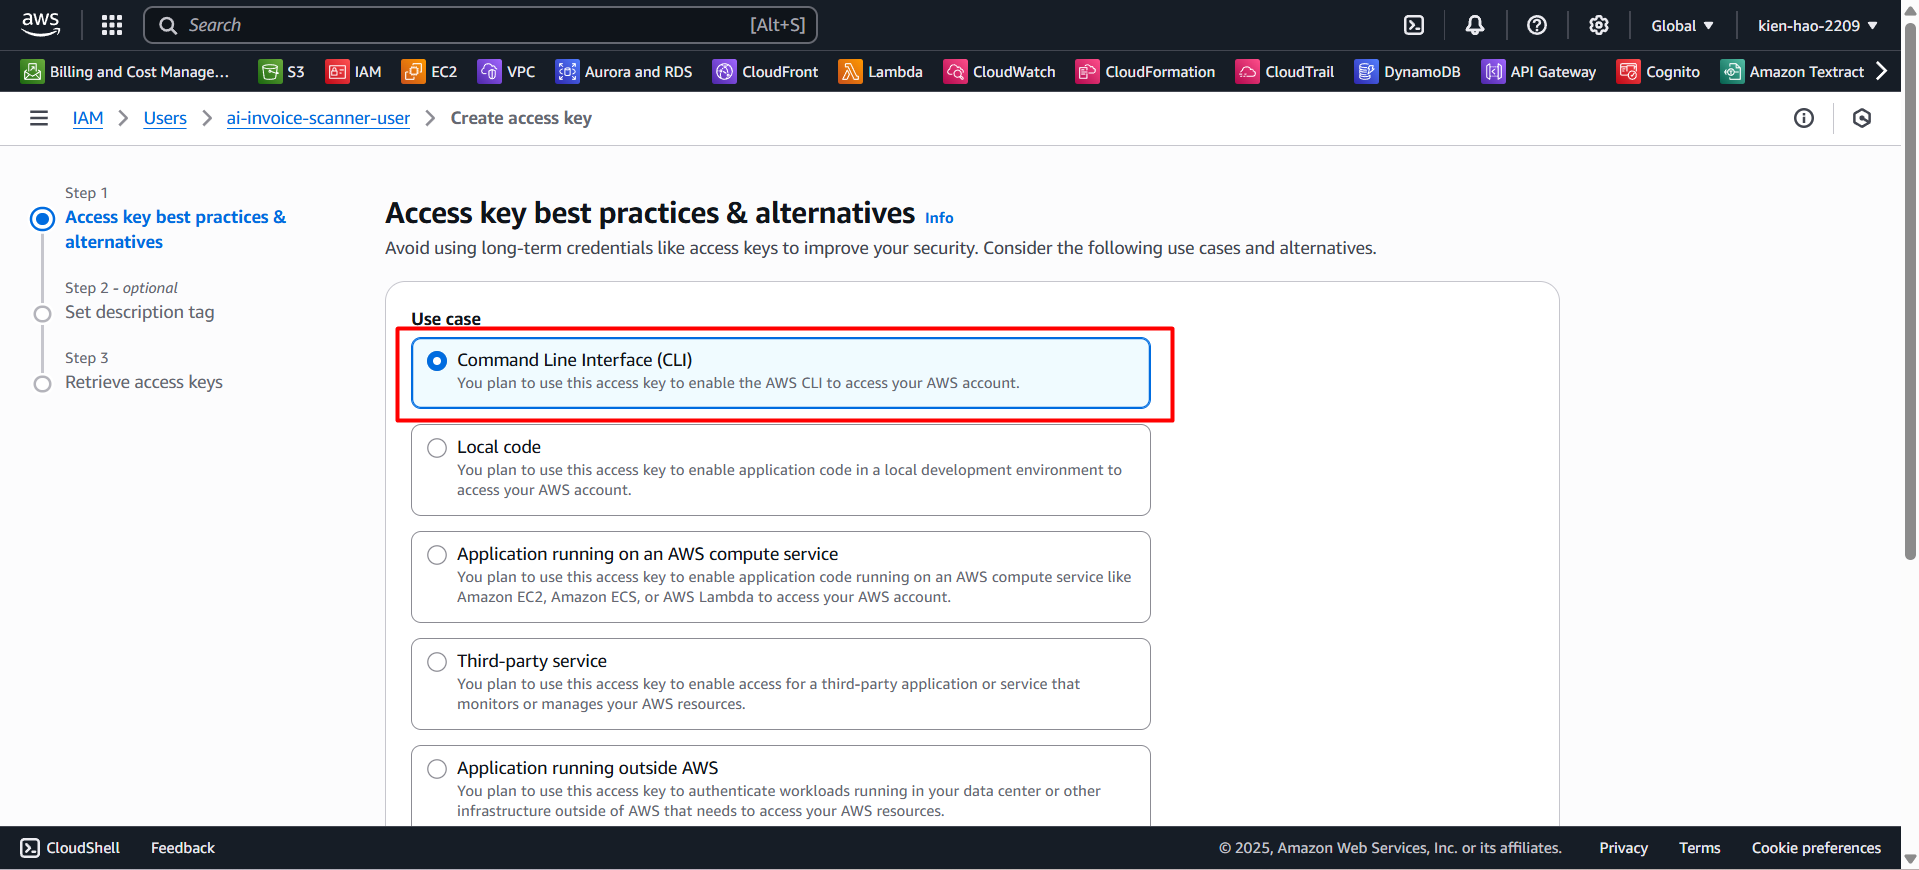 aws
Search [Alt+S]
Global
kien-hao-2209
Billing and Cost Manage...
S3
IAM
EC2
VPC
Aurora and RDS
CloudFront
Lambda
CloudWatch
CloudFormation
CloudTrail
DynamoDB
API Gateway
Cognito
Amazon Textract
IAM
Users
ai-invoice-scanner-user
Create access key
Step 1
Access key best practices &
alternatives
Step 2 - optional
Set description tag
Step 3
Retrieve access keys
Access key best practices & alternatives Info
Avoid using long-term credentials like access keys to improve your security. Consider the following use cases and alternatives.
Use case
Command Line Interface (CLI)
You plan to use this access key to enable the AWS CLI to access your AWS account.
Local code
You plan to use this access key to enable application code in a local development environment to
access your AWS account.
Application running on an AWS compute service
You plan to use this access key to enable application code running on an AWS compute service like
Amazon EC2, Amazon ECS, or AWS Lambda to access your AWS account.
Third-party service
You plan to use this access key to enable access for a third-party application or service that
monitors or manages your AWS resources.
Application running outside AWS
You plan to use this access key to authenticate workloads running in your data center or other
infrastructure outside of AWS that needs to access your AWS resources.
CloudShell
Feedback
© 2025, Amazon Web Services, Inc. or its affiliates.
Privacy
Terms
Cookie preferences